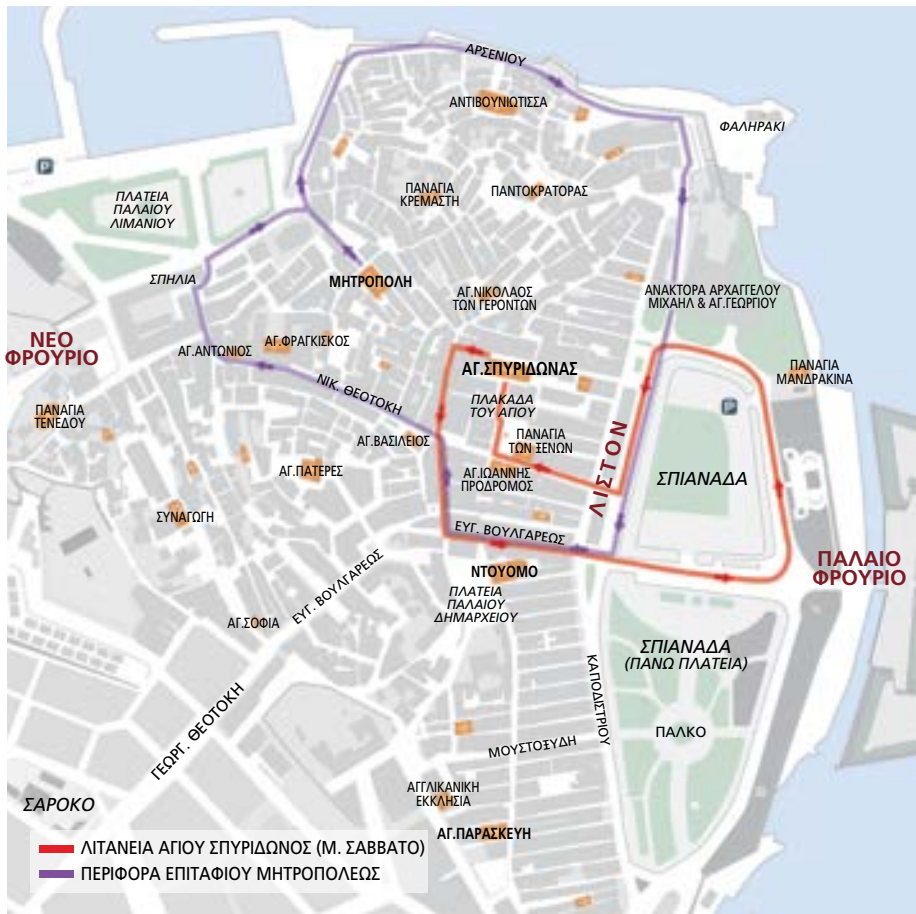 ΑΡΣΕΝΙΟΥ
ΑΝΤΙΒΟΥΝΙΩΤΙΣΣΑ
ΦΑΛΗΡΑΚΙ
P
ΠΛΑΤΕΙΑ
ΠΑΛΑΙΟΥ
ΛΙΜΑΝΙΟΥ
ΠΑΝΑΓΙΑ
ΚΡΕΜΑΣΤΗ
ΠΑΝΤΟΚΡΑΤΟΡΑΣ
ΣΠΗΛΙΑ
ΜΗΤΡΟΠΟΛΗ
ΑΓ.ΝΙΚΟΛΑΟΣ
ΤΩΝ ΓΕΡΟΝΤΩΝ
ΑΝΑΚΤΟΡΑ ΑΡΧΑΓΓΕΛΟΥ
ΜΙΧΑΗΛ & ΑΓ.ΓΕΩΡΓΙΟΥ
ΝΕΟ
ΦΡΟΥΡΙΟ
ΑΓ.ΑΝΤΩΝΙΟΣ
ΑΓ.ΦΡΑΓΚΙΣΚΟΣ
ΑΓ.ΣΠΥΡΙΔΩΝΑΣ
ΠΑΝΑΓΙΑ
ΜΑΝΔΡΑΚΙΝΑ
ΝΙΚ. ΘΕΟΤΟΚΗ
ΠΛΑΚΑΔΑ
ΤΟΥ ΑΓΙΟΥ
P
ΠΑΝΑΓΙΑ
ΤΕΝΕΔΟΥ
ΑΓ.ΒΑΣΙΛΕΙΟΣ
ΠΑΝΑΓΙΑ
ΤΩΝ ΞΕΝΩΝ
ΛΙΣΤΟΝ
ΑΓ.ΠΑΤΕΡΕΣ
ΑΓ.ΙΩΑΝΝΗΣ
ΠΡΟΔΡΟΜΟΣ
ΣΠΙΑΝΑΔΑ
ΣΥΝΑΓΩΓΗ
ΕΥΓ. ΒΟΥΛΓΑΡΕΩΣ
ΝΤΟΥΟΜΟ
ΠΑΛΑΙΟ
ΦΡΟΥΡΙΟ
ΕΥΓ. ΒΟΥΛΓΑΡΕΩΣ
ΠΛΑΤΕΙΑ
ΠΑΛΑΙΟΥ
ΔΗΜΑΡΧΕΙΟΥ
ΑΓ.ΣΟΦΙΑ
ΣΠΙΑΝΑΔΑ
(ΠΑΝΩ ΠΛΑΤΕΙΑ)
ΚΑΠΟΔΙΣΤΡΙΟΥ
ΓΕΩΡΓ. ΘΕΟΤΟΚΗ
ΠΑΛΚΟ
ΜΟΥΣΤΟΞΥΔΗ
ΣΑΡΟΚΟ
ΑΓΓΛΙΚΑΝΙΚΗ
ΕΚΚΛΗΣΙΑ
ΑΓ.ΠΑΡΑΣΚΕΥΗ
ΛΙΤΑΝΕΙΑ ΑΓΙΟΥ ΣΠΥΡΙΔΩΝΟΣ (Μ. ΣΑΒΒΑΤΟ)
ΠΕΡΙΦΟΡΑ ΕΠΙΤΑΦΙΟΥ ΜΗΤΡΟΠΟΛΕΩΣ